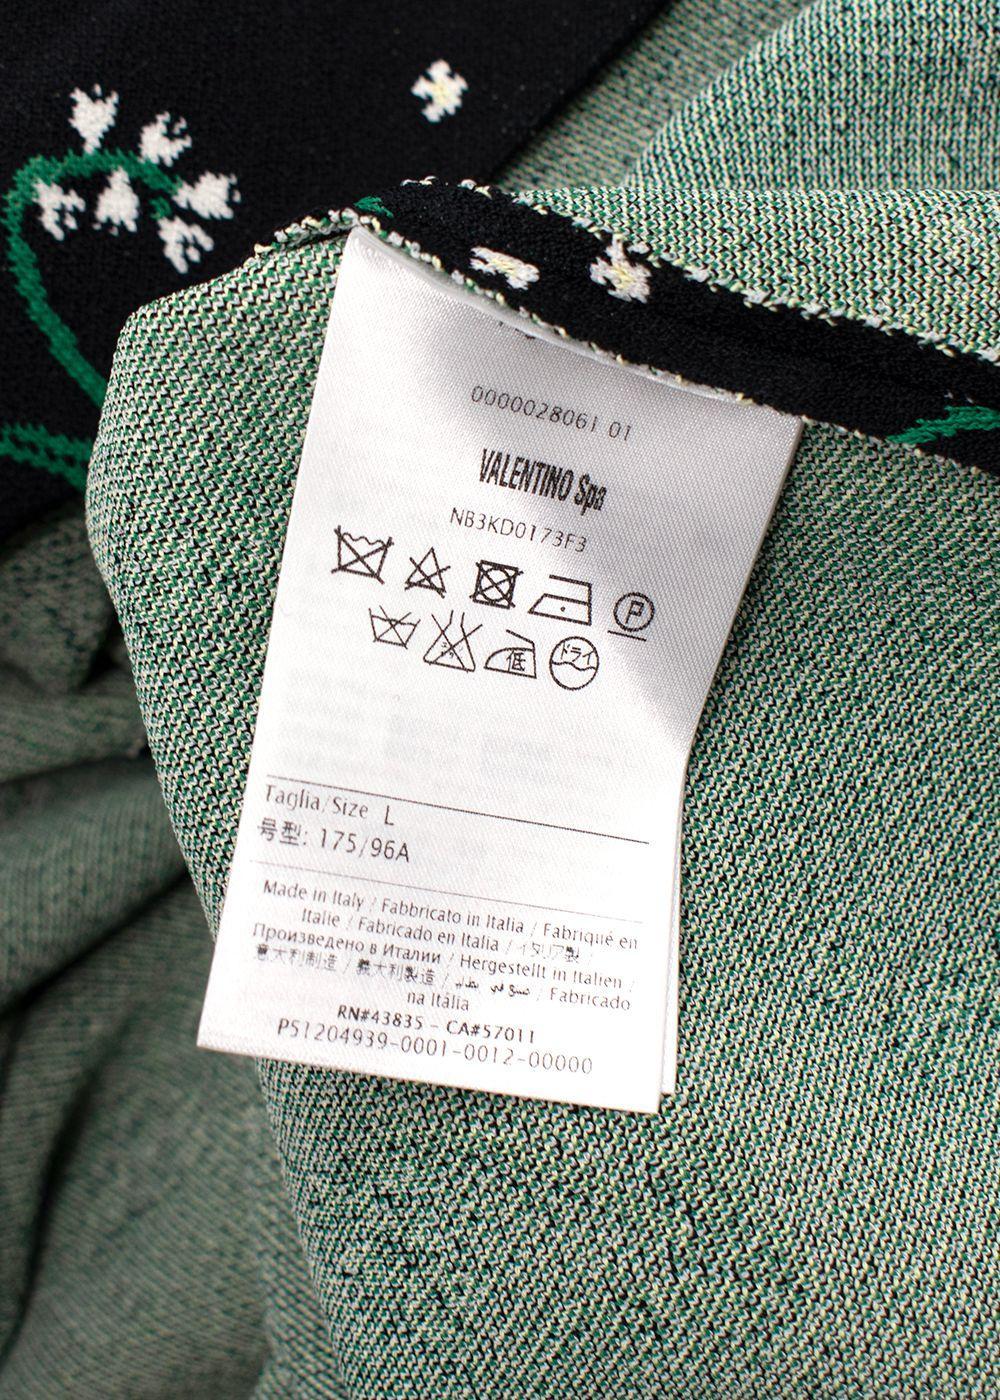 0000028061 01
VALENTINO Spa
NB3KD0173F3
P
低 ドライ
Taglia/Size L
号型: 175/96A
Made in Italy / Fabbricato in Italia / Fabriqué en
Italie / Fabricado en Italia / イタリア製 /
Произведено в Италии / Hergestellt in Italien /
意大利制造 / 義大利製造 / صنع في إيطاليا / Fabricado
na Itália
RN#43835 - CA#57011
PS1204939-0001-0012-00000